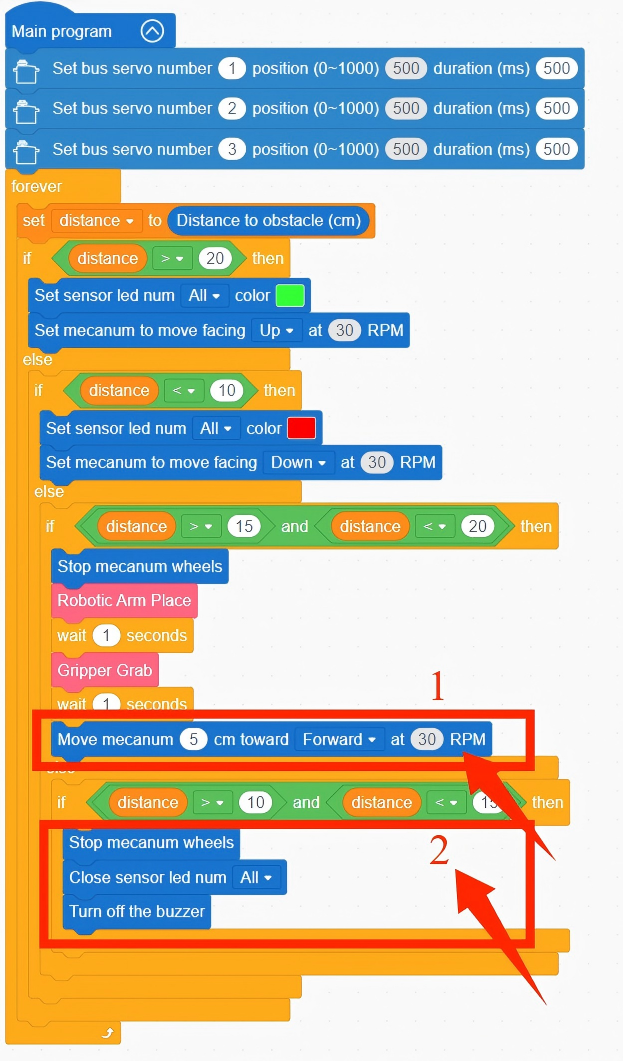 Main program
Set bus servo number 1 position (0~1000) 500 duration (ms) 500
Set bus servo number 2 position (0~1000) 500 duration (ms) 500
Set bus servo number 3 position (0~1000) 500 duration (ms) 500
forever
set distance to Distance to obstacle (cm)
if distance > 20 then
Set sensor led num All color
Set mecanum to move facing Up at 30 RPM
else
if distance < 10 then
Set sensor led num All color
Set mecanum to move facing Down at 30 RPM
else
if distance > 15 and distance < 20 then
Stop mecanum wheels
Robotic Arm Place
wait 1 seconds
Gripper Grab
wait 1 seconds
1
Move mecanum 5 cm toward Forward at 30 RPM
else
if distance > 10 and distance < 15 then
Stop mecanum wheels
2
Close sensor led num All
Turn off the buzzer